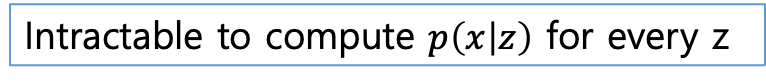 Intractable to compute p(x|z) for every z